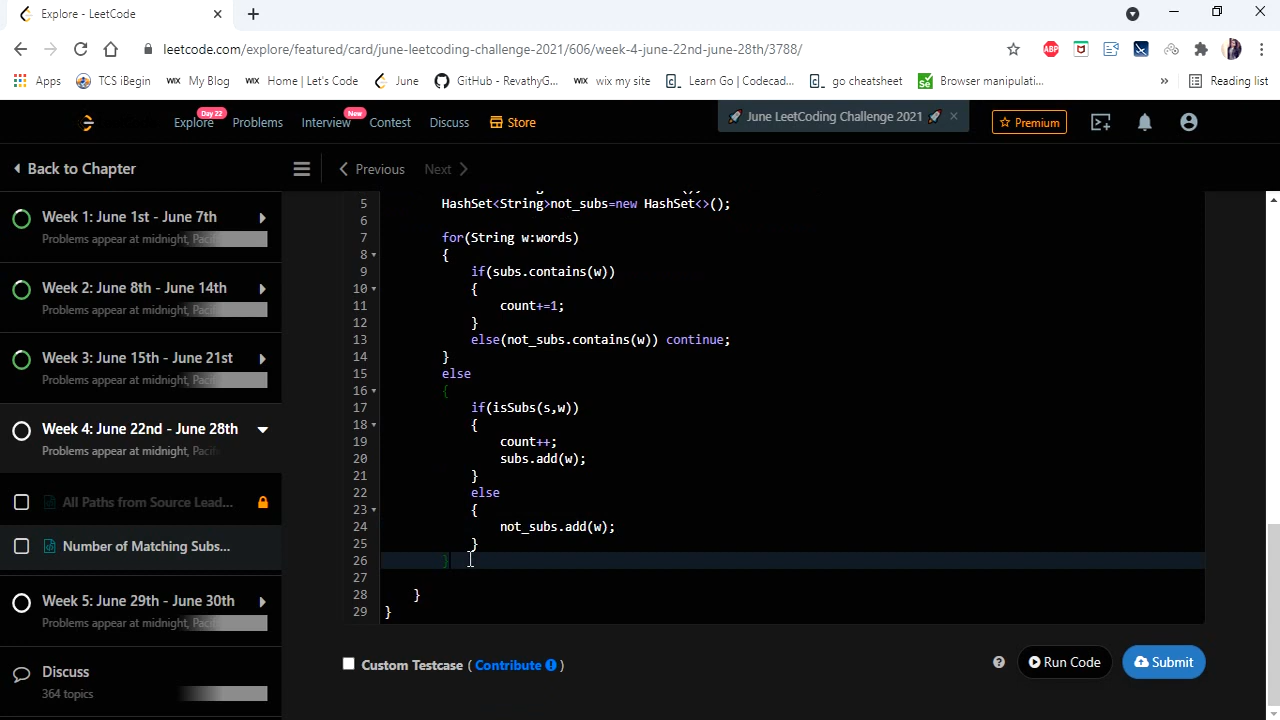 Explore - LeetCode
leetcode.com/explore/featured/card/june-leetcoding-challenge-2021/606/week-4-june-22nd-june-28th/3788/
ABP
Apps TCS iBegin WIX My Blog WIX Home | Let's Code June GitHub - RevathyG... WIX wix my site Learn Go | Codecad... go cheatsheet Browser manipulati... » Reading list
Day 22 New
Explore Problems Interview Contest Discuss Store June LeetCoding Challenge 2021 Premium
Back to Chapter Previous Next
Week 1: June 1st - June 7th
Problems appear at midnight,
Week 2: June 8th - June 14th
Problems appear at midnight,
Week 3: June 15th - June 21st
Problems appear at midnight,
Week 4: June 22nd - June 28th
Problems appear at midnight,
All Paths from Source Lead...
Number of Matching Subs...
Week 5: June 29th - June 30th
Problems appear at midnight,
Discuss
364 topics
5 HashSet<String>not_subs=new HashSet<>();
6
7 for(String w:words)
8 {
9 if(subs.contains(w))
10 {
11 count+=1;
12 }
13 else(not_subs.contains(w)) continue;
14 }
15 else
16 {
17 if(isSubs(s,w))
18 {
19 count++;
20 subs.add(w);
21 }
22 else
23 {
24 not_subs.add(w);
25 }
26 }
27
28 }
29 }
Custom Testcase ( Contribute ) ? Run Code Submit